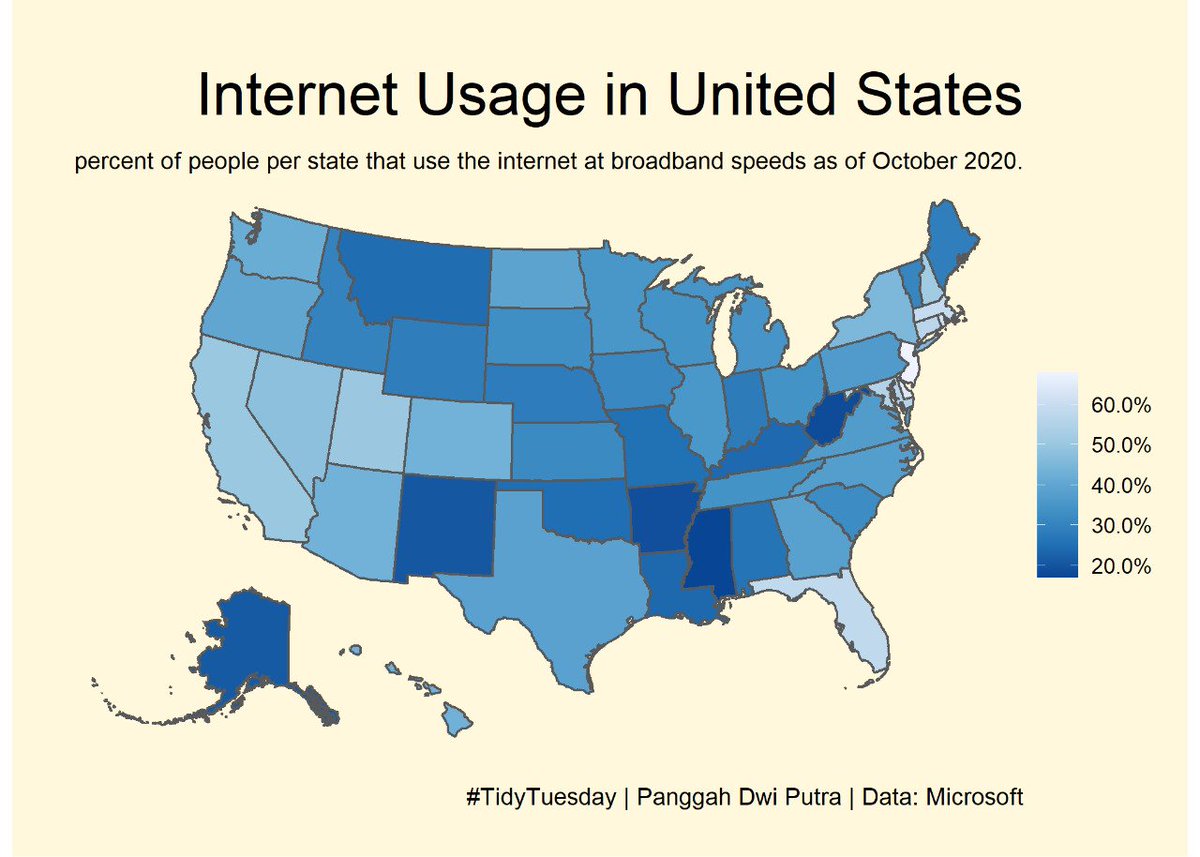 Internet Usage in United States
percent of people per state that use the internet at broadband speeds as of October 2020.
60.0%
50.0%
40.0%
30.0%
20.0%
#TidyTuesday | Panggah Dwi Putra | Data: Microsoft